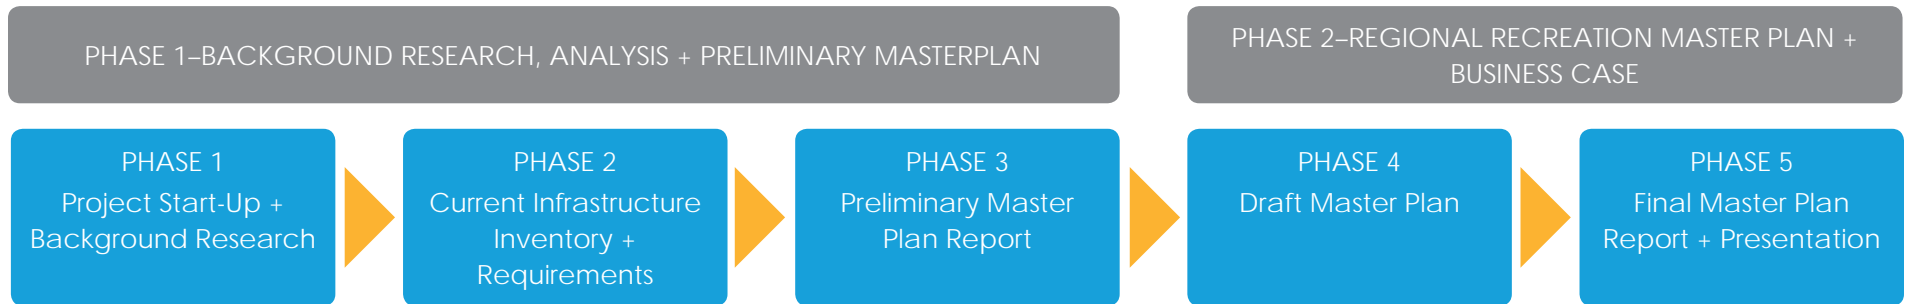 PHASE 1–BACKGROUND RESEARCH, ANALYSIS + PRELIMINARY MASTERPLAN
PHASE 2–REGIONAL RECREATION MASTER PLAN +
BUSINESS CASE
PHASE 1
Project Start-Up +
Background Research
PHASE 2
Current Infrastructure
Inventory +
Requirements
PHASE 3
Preliminary Master
Plan Report
PHASE 4
Draft Master Plan
PHASE 5
Final Master Plan
Report + Presentation